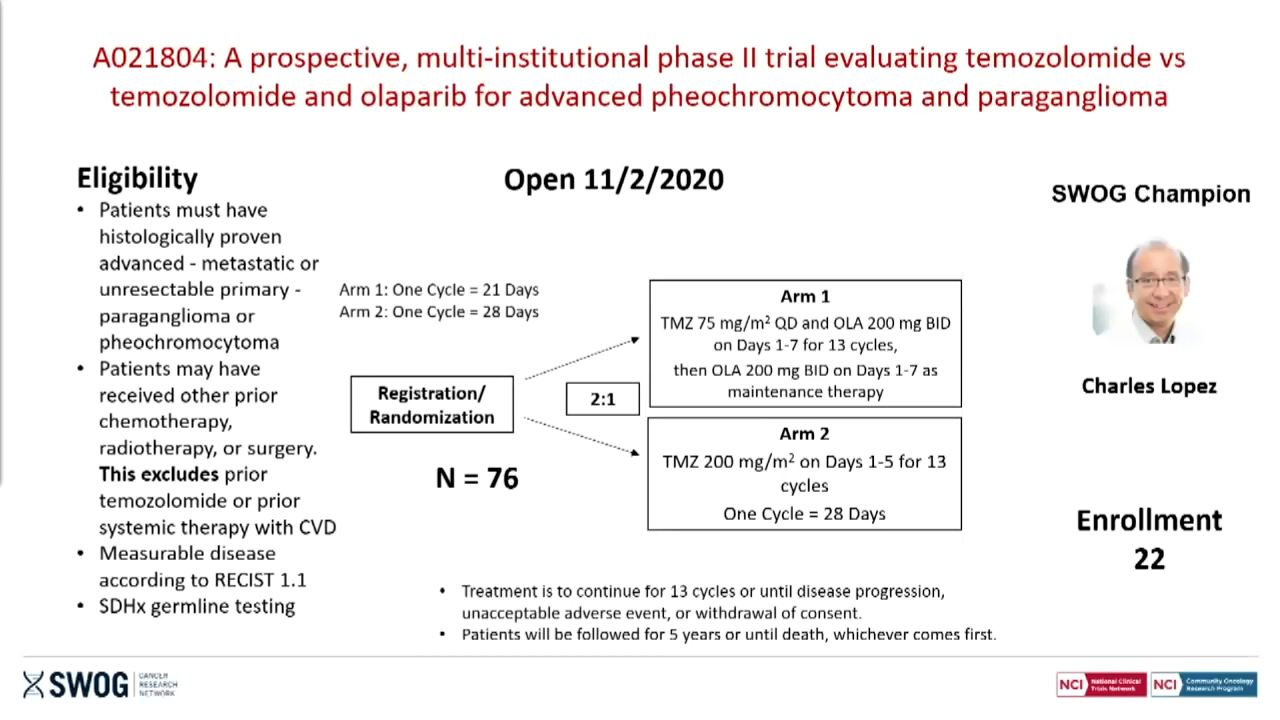 A021804: A prospective, multi-institutional phase II trial evaluating temozolomide vs
temozolomide and olaparib for advanced pheochromocytoma and paraganglioma
Eligibility
• Patients must have
histologically proven
advanced - metastatic or
unresectable primary -
paraganglioma or
pheochromocytoma
• Patients may have
received other prior
chemotherapy,
radiotherapy, or surgery.
This excludes prior
temozolomide or prior
systemic therapy with CVD
• Measurable disease
according to RECIST 1.1
• SDHx germline testing
Open 11/2/2020
Arm 1: One Cycle = 21 Days
Arm 2: One Cycle = 28 Days
Registration/
Randomization
2:1
N = 76
Arm 1
TMZ 75 mg/m² QD and OLA 200 mg BID
on Days 1-7 for 13 cycles,
then OLA 200 mg BID on Days 1-7 as
maintenance therapy
Arm 2
TMZ 200 mg/m² on Days 1-5 for 13
cycles
One Cycle = 28 Days
• Treatment is to continue for 13 cycles or until disease progression,
unacceptable adverse event, or withdrawal of consent.
• Patients will be followed for 5 years or until death, whichever comes first.
SWOG Champion
Charles Lopez
Enrollment
22
SWOG
CANCER
RESEARCH
NETWORK
NCI
National Clinical
Trials Network
NCI
Community Oncology
Research Program